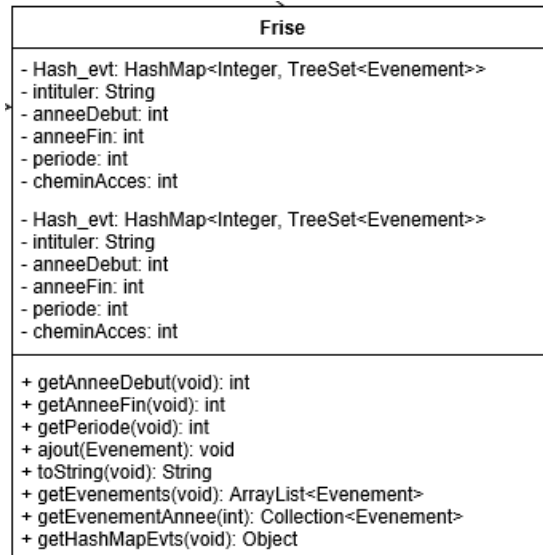 Frise
- Hash_evt: HashMap<Integer, TreeSet<Evenement>>
- intituler: String
- anneeDebut: int
- anneeFin: int
- periode: int
- cheminAcces: int
- Hash_evt: HashMap<Integer, TreeSet<Evenement>>
- intituler: String
- anneeDebut: int
- anneeFin: int
- periode: int
- cheminAcces: int
+ getAnneeDebut(void): int
+ getAnneeFin(void): int
+ getPeriode(void): int
+ ajout(Evenement): void
+ toString(void): String
+ getEvenements(void): ArrayList<Evenement>
+ getEvenementAnnee(int): Collection<Evenement>
+ getHashMapEvts(void): Object